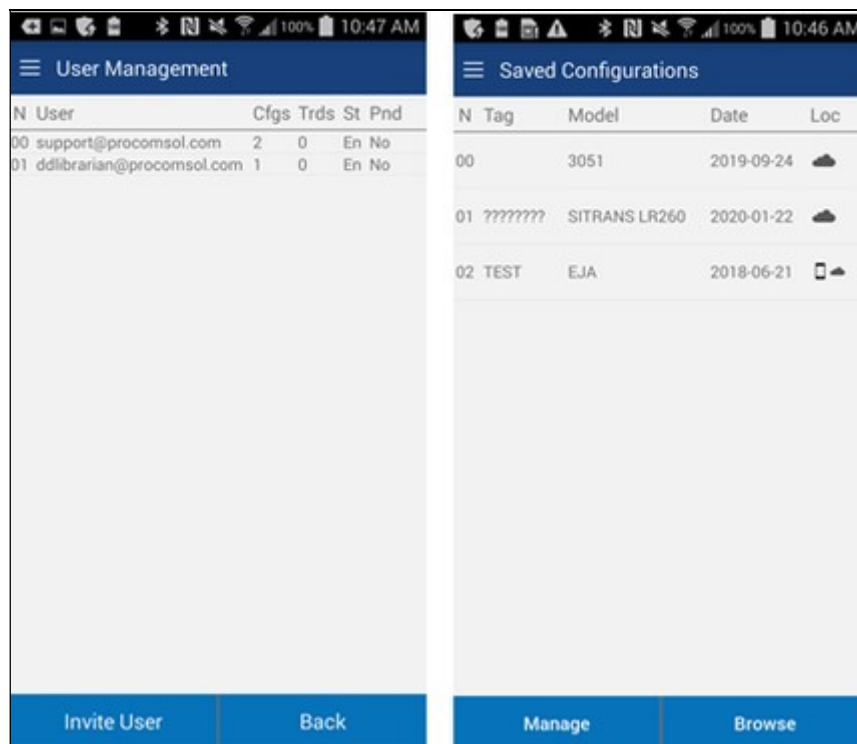 100% 10:47 AM
User Management
N User Cfgs Trds St Pnd
00 support@procomsol.com 2 0 En No
01 ddlibrarian@procomsol.com 1 0 En No
Invite User Back
100% 10:46 AM
Saved Configurations
N Tag Model Date Loc
00 3051 2019-09-24
01 ???????? SITRANS LR260 2020-01-22
02 TEST EJA 2018-06-21
Manage Browse